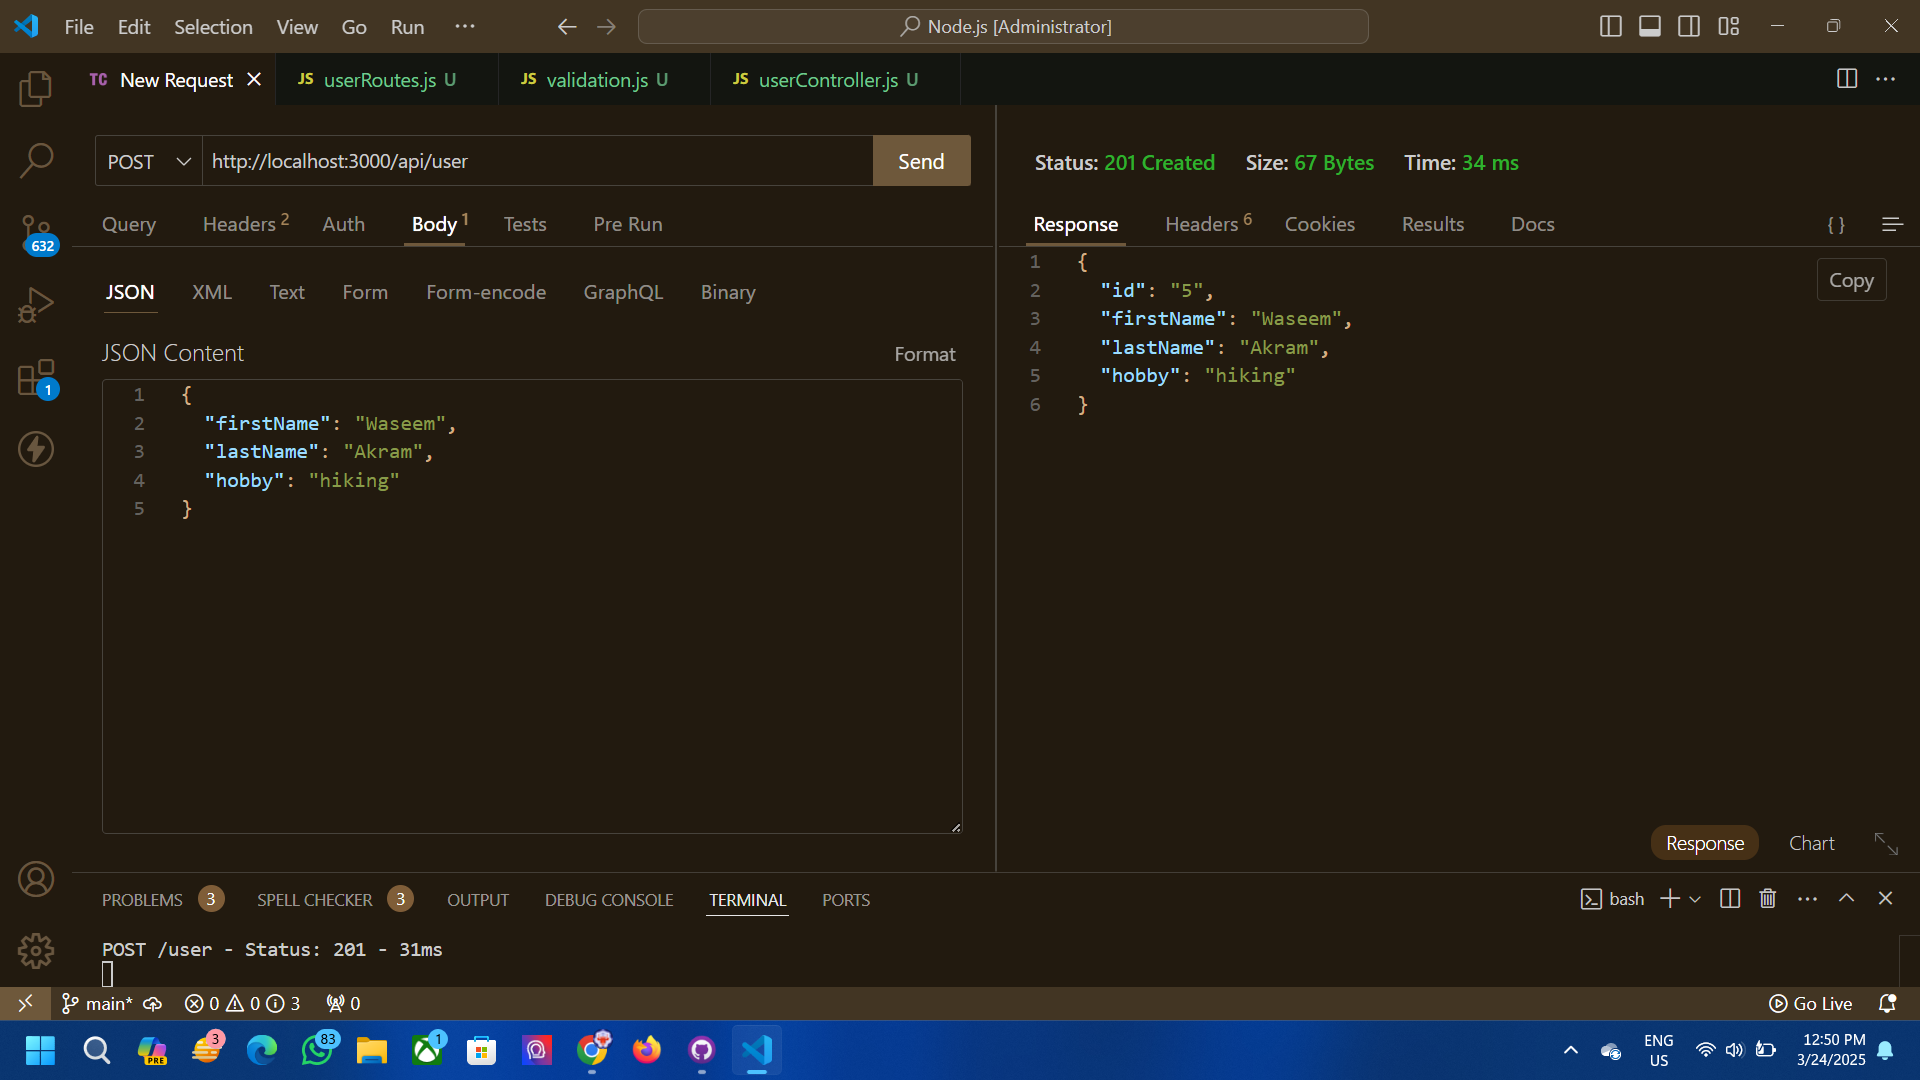 File Edit Selection View Go Run ···
Node.js [Administrator]
TC New Request
JS userRoutes.js U
JS validation.js U
JS userController.js U
632
1
POST http://localhost:3000/api/user Send
Query Headers 2 Auth Body 1 Tests Pre Run
JSON XML Text Form Form-encode GraphQL Binary
JSON Content Format
1 {
2 "firstName": "Waseem",
3 "lastName": "Akram",
4 "hobby": "hiking"
5 }
Status: 201 Created Size: 67 Bytes Time: 34 ms
Response Headers 6 Cookies Results Docs { }
Copy
1 {
2 "id": "5",
3 "firstName": "Waseem",
4 "lastName": "Akram",
5 "hobby": "hiking"
6 }
Response Chart
PROBLEMS 3 SPELL CHECKER 3 OUTPUT DEBUG CONSOLE TERMINAL PORTS
bash
POST /user - Status: 201 - 31ms
main* 0 0 3 0
Go Live
PRE
3
83
1
ENG
US
12:50 PM
3/24/2025